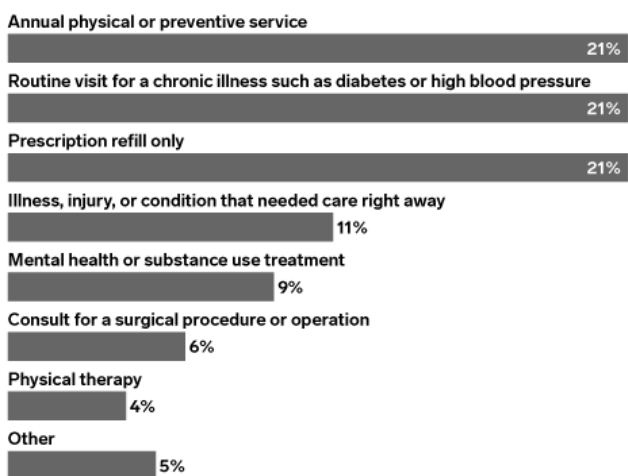 Annual physical or preventive service
21%
Routine visit for a chronic illness such as diabetes or high blood pressure
21%
Prescription refill only
21%
Illness, injury, or condition that needed care right away
11%
Mental health or substance use treatment
9%
Consult for a surgical procedure or operation
6%
Physical therapy
4%
Other
5%